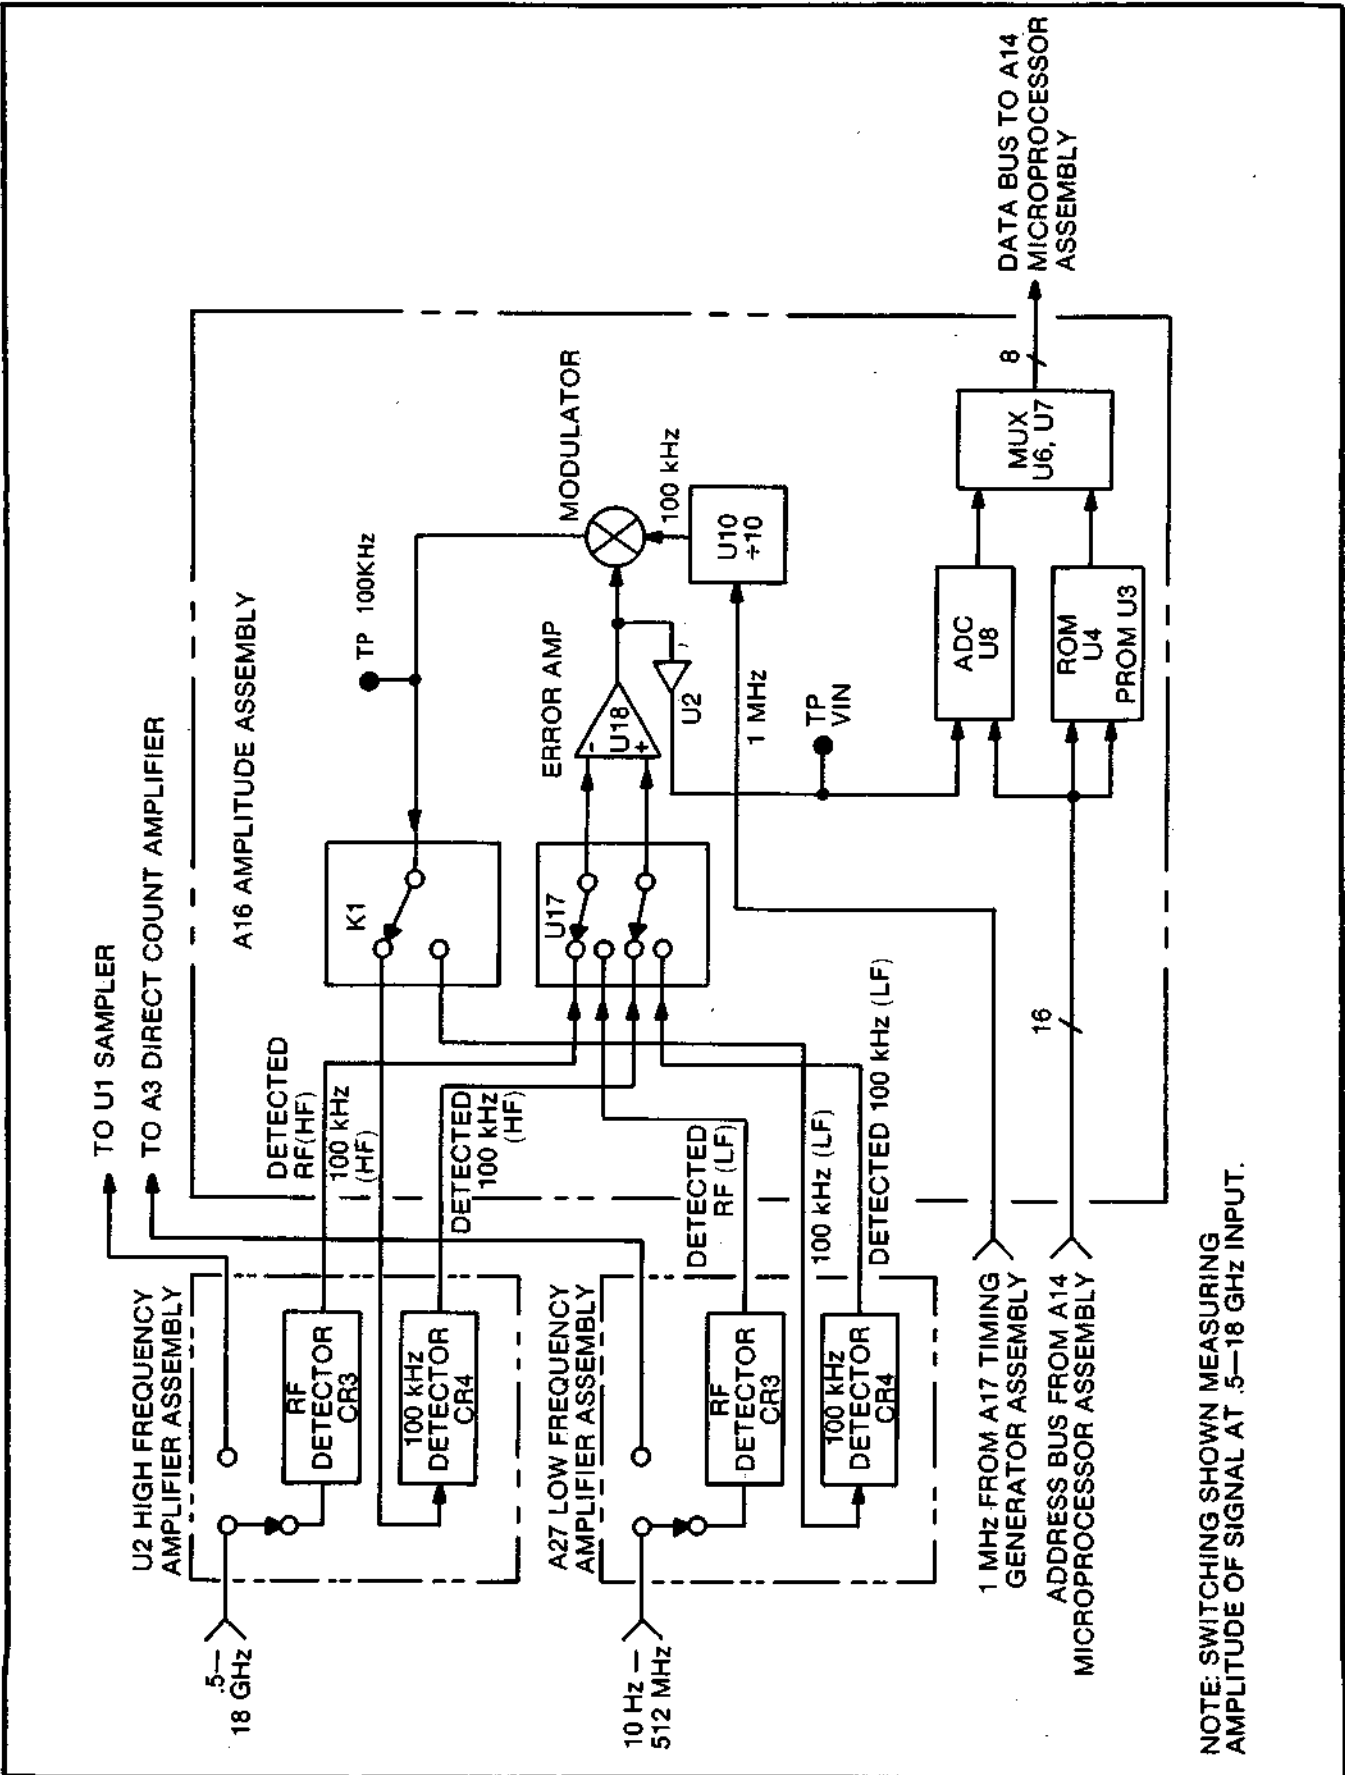 .5—
18 GHz
U2 HIGH FREQUENCY
AMPLIFIER ASSEMBLY
RF
DETECTOR
CR3
100 kHz
DETECTOR
CR4
TO U1 SAMPLER
TO A3 DIRECT COUNT AMPLIFIER
DETECTED
RF(HF)
100 kHz
(HF)
DETECTED
100 kHz
(HF)
10 Hz —
512 MHz
A27 LOW FREQUENCY
AMPLIFIER ASSEMBLY
RF
DETECTOR
CR3
100 kHz
DETECTOR
CR4
DETECTED
RF (LF)
100 kHz (LF)
DETECTED 100 kHz (LF)
1 MHz FROM A17 TIMING
GENERATOR ASSEMBLY
ADDRESS BUS FROM A14
MICROPROCESSOR ASSEMBLY
16
A16 AMPLITUDE ASSEMBLY
K1
TP 100KHz
U17
ERROR AMP
-
U18
+
U2
MODULATOR
100 kHz
U10
÷10
1 MHz
TP
VIN
ADC
U8
ROM
U4
PROM U3
MUX
U6, U7
8
DATA BUS TO A14
MICROPROCESSOR
ASSEMBLY
NOTE: SWITCHING SHOWN MEASURING
AMPLITUDE OF SIGNAL AT .5—18 GHz INPUT.